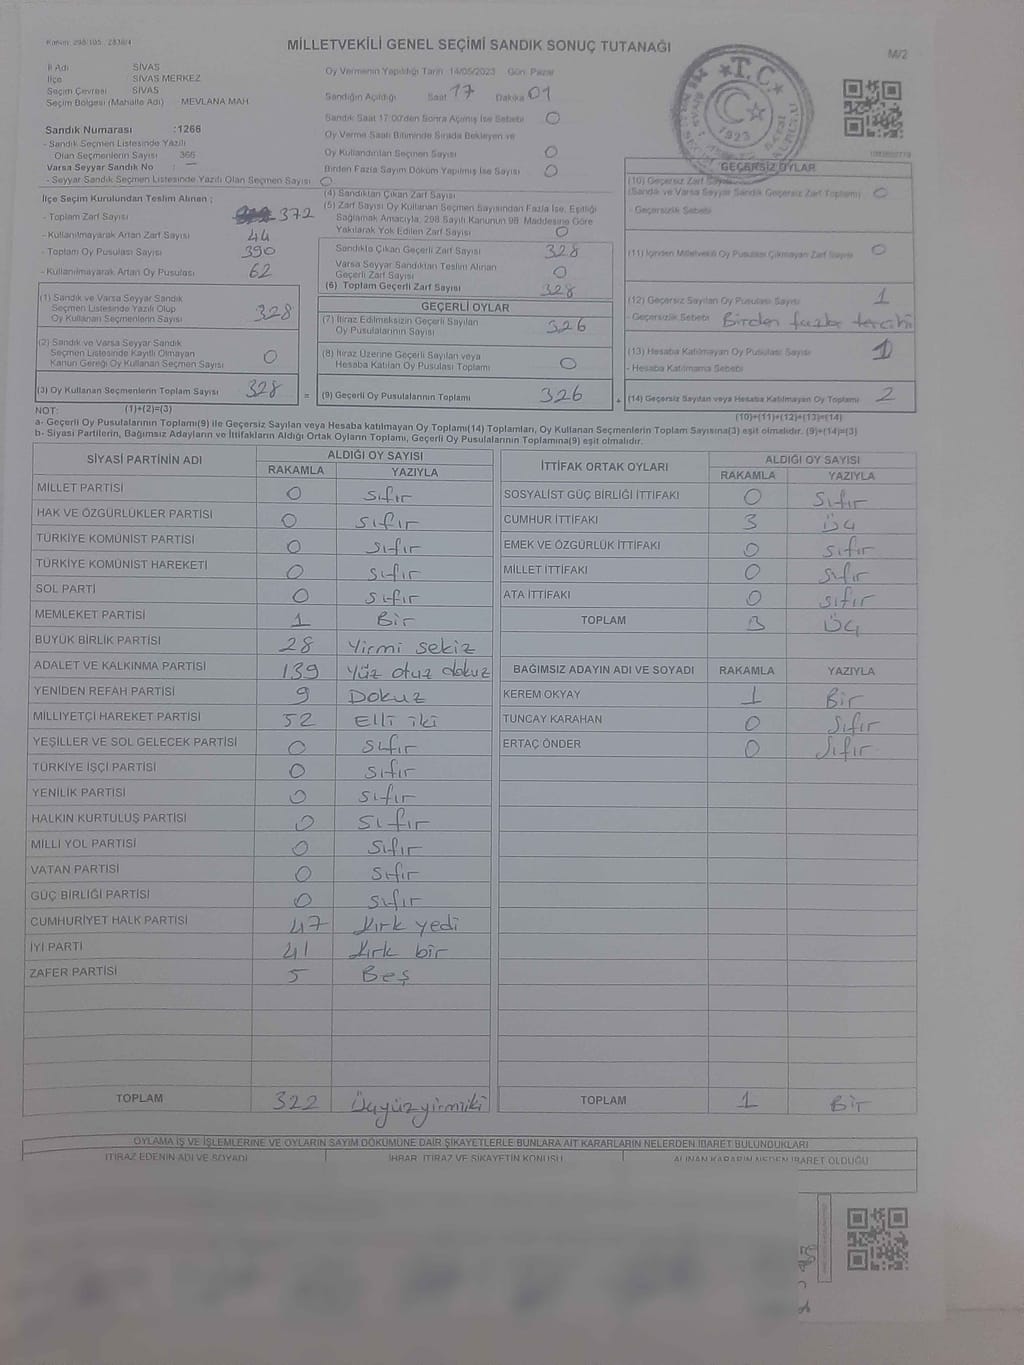 Kanun: 298/105, 2839/4
MİLLETVEKİLİ GENEL SEÇİMİ SANDIK SONUÇ TUTANAĞI
M/2
İl Adı SİVAS
İlçe SİVAS MERKEZ
Seçim Çevresi SİVAS
Seçim Bölgesi (Mahalle Adı) MEVLANA MAH.
Oy Vermenin Yapıldığı Tarih: 14/05/2023 Gün: Pazar
Sandığın Açıldığı Saat 17 Dakika 01
Sandık Saat 17:00'den Sonra Açılmış İse Sebebi 0
Oy Verme Saati Bitiminde Sırada Bekleyen ve
Oy Kullandırılan Seçmen Sayısı 0
Birden Fazla Sayım Döküm Yapılmış İse Sayısı 0
T.C.
1923
Sandık Numarası :1266
- Sandık Seçmen Listesinde Yazılı
Olan Seçmenlerin Sayısı 366
Varsa Seyyar Sandık No : —
- Seyyar Sandık Seçmen Listesinde Yazılı Olan Seçmen Sayısı 0
İlçe Seçim Kurulundan Teslim Alınan ;
- Toplam Zarf Sayısı 372
- Kullanılmayarak Artan Zarf Sayısı 44
- Toplam Oy Pusulası Sayısı 390
- Kullanılmayarak Artan Oy Pusulası 62
(1) Sandık ve Varsa Seyyar Sandık
Seçmen Listesinde Yazılı Olup
Oy Kullanan Seçmenlerin Sayısı 328
(2) Sandık ve Varsa Seyyar Sandık
Seçmen Listesinde Kayıtlı Olmayan
Kanun Gereği Oy Kullanan Seçmen Sayısı 0
(3) Oy Kullanan Seçmenlerin Toplam Sayısı 328
(4) Sandıktan Çıkan Zarf Sayısı
(5) Zarf Sayısı Oy Kullanan Seçmen Sayısından Fazla İse, Eşitliği
Sağlamak Amacıyla, 298 Sayılı Kanunun 98. Maddesine Göre
Yakılarak Yok Edilen Zarf Sayısı 0
Sandıkta Çıkan Geçerli Zarf Sayısı 328
Varsa Seyyar Sandıktan Teslim Alınan
Geçerli Zarf Sayısı 0
(6) Toplam Geçerli Zarf Sayısı 328
GEÇERLİ OYLAR
(7) İtiraz Edilmeksizin Geçerli Sayılan
Oy Pusulalarının Sayısı 326
(8) İtiraz Üzerine Geçerli Sayılan veya
Hesaba Katılan Oy Pusulası Toplamı 0
= (9) Geçerli Oy Pusulalarının Toplamı 326
GEÇERSİZ OYLAR
(10) Geçersiz Zarf Sayısı
(Sandık ve Varsa Seyyar Sandık Geçersiz Zarf Toplamı) 0
- Geçersizlik Sebebi
(11) İçinden Milletvekili Oy Pusulası Çıkmayan Zarf Sayısı 0
(12) Geçersiz Sayılan Oy Pusulası Sayısı 1
- Geçersizlik Sebebi Birden fazla tercih
(13) Hesaba Katılmayan Oy Pusulası Sayısı 1
- Hesaba Katılmama Sebebi
+ (14) Geçersiz Sayılan veya Hesaba Katılmayan Oy Toplamı 2
NOT: (1)+(2)=(3) (10)+(11)+(12)+(13)=(14)
a- Geçerli Oy Pusulalarının Toplamı(9) ile Geçersiz Sayılan veya Hesaba katılmayan Oy Toplamı(14) Toplamları, Oy Kullanan Seçmenlerin Toplam Sayısına(3) eşit olmalıdır. (9)+(14)=(3)
b- Siyasi Partilerin, Bağımsız Adayların ve İttifakların Aldığı Ortak Oyların Toplamı, Geçerli Oy Pusulalarının Toplamına(9) eşit olmalıdır.
SİYASİ PARTİNİN ADI ALDIĞI OY SAYISI
RAKAMLA YAZIYLA
MİLLET PARTİSİ 0 Sıfır
HAK VE ÖZGÜRLÜKLER PARTİSİ 0 Sıfır
TÜRKİYE KOMÜNİST PARTİSİ 0 Sıfır
TÜRKİYE KOMÜNİST HAREKETİ 0 Sıfır
SOL PARTİ 0 Sıfır
MEMLEKET PARTİSİ 1 Bir
BÜYÜK BİRLİK PARTİSİ 28 Yirmi sekiz
ADALET VE KALKINMA PARTİSİ 139 Yüz otuz dokuz
YENİDEN REFAH PARTİSİ 9 Dokuz
MİLLİYETÇİ HAREKET PARTİSİ 52 Elli iki
YEŞİLLER VE SOL GELECEK PARTİSİ 0 Sıfır
TÜRKİYE İŞÇİ PARTİSİ 0 Sıfır
YENİLİK PARTİSİ 0 Sıfır
HALKIN KURTULUŞ PARTİSİ 0 Sıfır
MİLLİ YOL PARTİSİ 0 Sıfır
VATAN PARTİSİ 0 Sıfır
GÜÇ BİRLİĞİ PARTİSİ 0 Sıfır
CUMHURİYET HALK PARTİSİ 47 Kırk yedi
İYİ PARTİ 41 Kırk bir
ZAFER PARTİSİ 5 Beş
TOPLAM 322 Üçyüzyirmiiki
İTTİFAK ORTAK OYLARI ALDIĞI OY SAYISI
RAKAMLA YAZIYLA
SOSYALİST GÜÇ BİRLİĞİ İTTİFAKI 0 Sıfır
CUMHUR İTTİFAKI 3 Üç
EMEK VE ÖZGÜRLÜK İTTİFAKI 0 Sıfır
MİLLET İTTİFAKI 0 Sıfır
ATA İTTİFAKI 0 Sıfır
TOPLAM 3 Üç
BAĞIMSIZ ADAYIN ADI VE SOYADI RAKAMLA YAZIYLA
KEREM OKYAY 1 Bir
TUNCAY KARAHAN 0 Sıfır
ERTAÇ ÖNDER 0 Sıfır
TOPLAM 1 Bir
OYLAMA İŞ VE İŞLEMLERİNE VE OYLARIN SAYIM DÖKÜMÜNE DAİR ŞİKAYETLERLE BUNLARA AİT KARARLARIN NELERDEN İBARET BULUNDUKLARI
İTİRAZ EDENİN ADI VE SOYADI İHBAR, İTİRAZ VE ŞİKAYETİN KONUSU ALINAN KARARIN NEDEN İBARET OLDUĞU